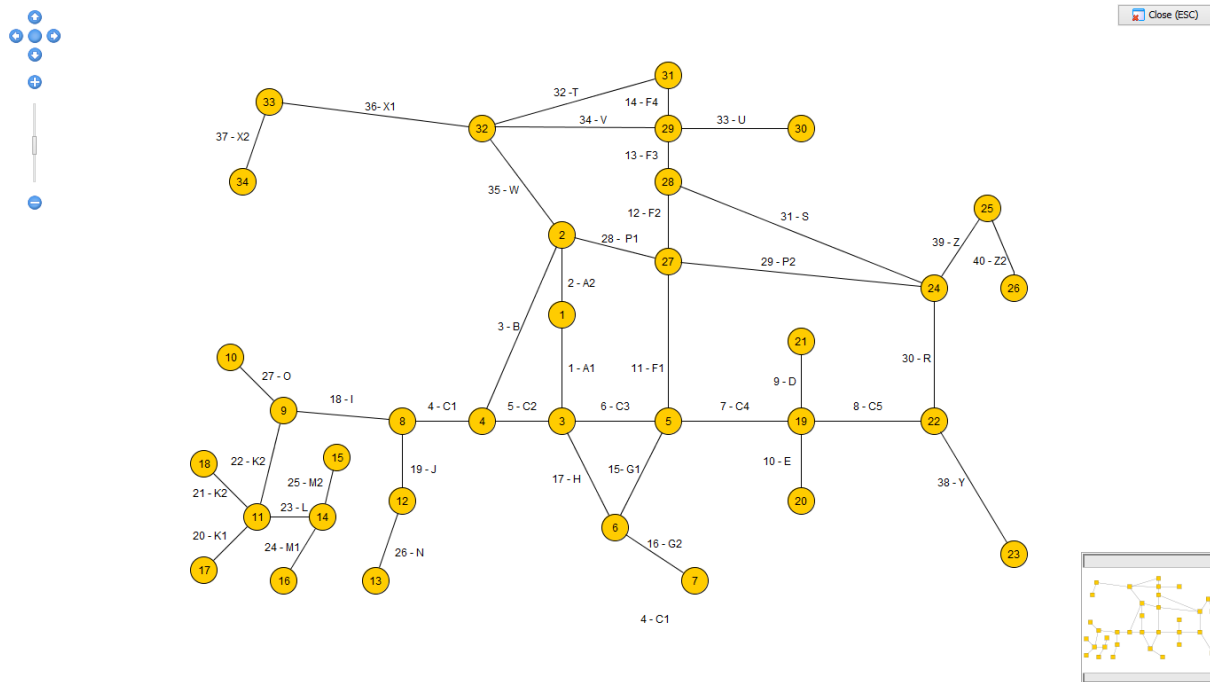 Close (ESC)
31
32 -T
14 - F4
33
36- X1
34 - V
33 - U
32
29
30
37 - X2
13 - F3
34
28
35 - W
12 - F2
31 - S
25
2
28 - P1
39 - Z
27
29 - P2
40 - Z2
2 - A2
24
26
1
3 - B
21
10
30 - R
1 - A1
11 - F1
27 - O
9 - D
18 - I
4 - C1
5 - C2
6 - C3
7 - C4
8 - C5
9
8
4
3
5
19
22
15
18
22 - K2
19 - J
17 - H
15- G1
10 - E
25 - M2
38 - Y
21 - K2
12
20
23 - L
11
14
6
20 - K1
24 - M1
26 - N
16 - G2
23
17
16
13
7
4 - C1